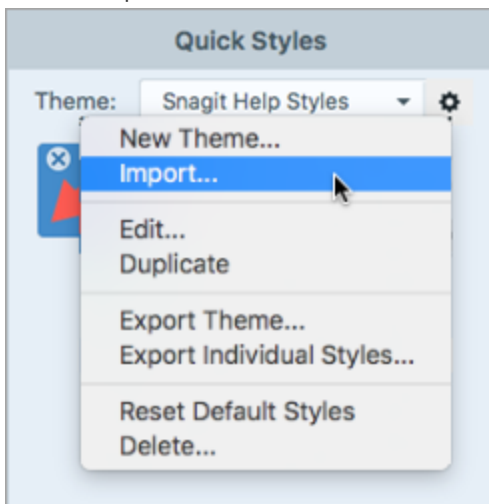 Quick Styles
Theme: Snagit Help Styles
New Theme...
Import...
Edit...
Duplicate
Export Theme...
Export Individual Styles...
Reset Default Styles
Delete...